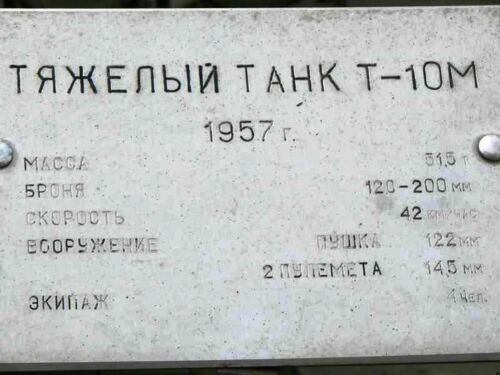 ТЯЖЕЛЫЙ ТАНК Т-10М
1957 г.
МАССА 51,5 т
БРОНЯ 120-200 мм
СКОРОСТЬ 42 км/час
ВООРУЖЕНИЕ ПУШКА 122 мм
2 ПУЛЕМЕТА 14,5 мм
ЭКИПАЖ 4 чел.